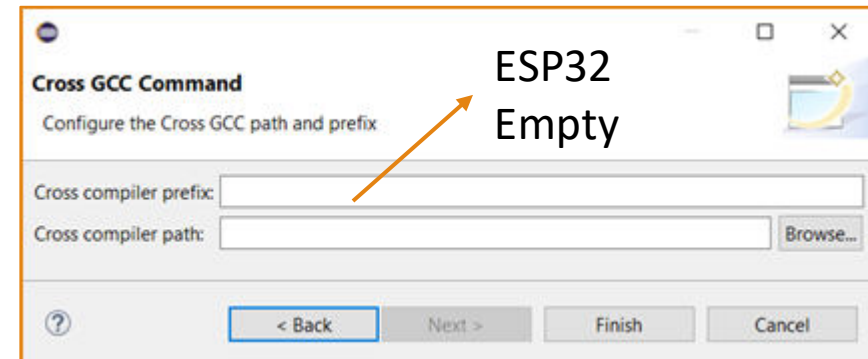 Cross GCC Command
Configure the Cross GCC path and prefix
ESP32
Empty
Cross compiler prefix:
Cross compiler path:
Browse...
?
< Back
Next >
Finish
Cancel